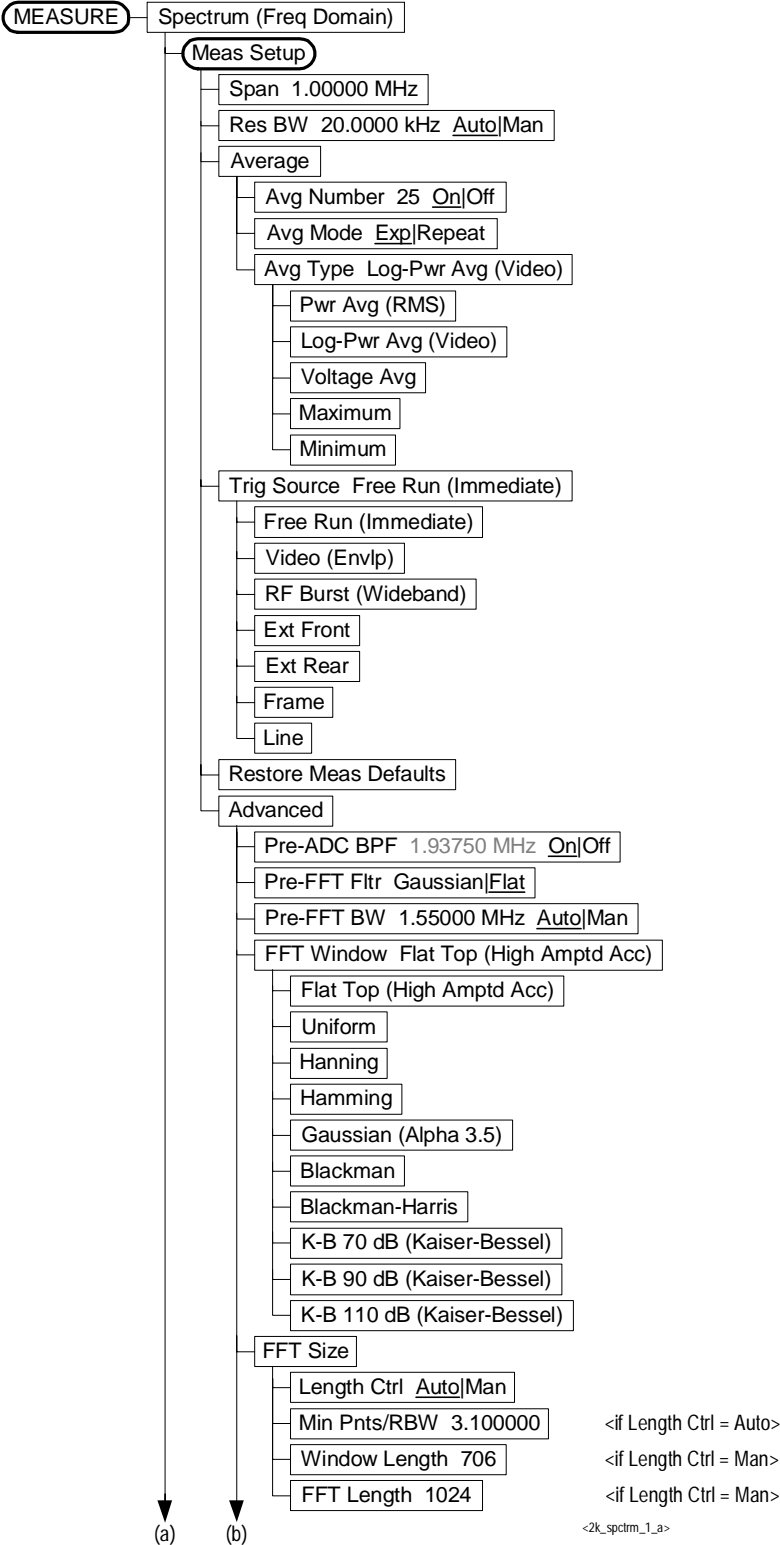 MEASURE Spectrum (Freq Domain)
Meas Setup
Span 1.00000 MHz
Res BW 20.0000 kHz Auto|Man
Average
Avg Number 25 On|Off
Avg Mode Exp|Repeat
Avg Type Log-Pwr Avg (Video)
Pwr Avg (RMS)
Log-Pwr Avg (Video)
Voltage Avg
Maximum
Minimum
Trig Source Free Run (Immediate)
Free Run (Immediate)
Video (Envlp)
RF Burst (Wideband)
Ext Front
Ext Rear
Frame
Line
Restore Meas Defaults
Advanced
Pre-ADC BPF 1.93750 MHz On|Off
Pre-FFT Fltr Gaussian|Flat
Pre-FFT BW 1.55000 MHz Auto|Man
FFT Window Flat Top (High Amptd Acc)
Flat Top (High Amptd Acc)
Uniform
Hanning
Hamming
Gaussian (Alpha 3.5)
Blackman
Blackman-Harris
K-B 70 dB (Kaiser-Bessel)
K-B 90 dB (Kaiser-Bessel)
K-B 110 dB (Kaiser-Bessel)
FFT Size
Length Ctrl Auto|Man
Min Pnts/RBW 3.100000 <if Length Ctrl = Auto>
Window Length 706 <if Length Ctrl = Man>
FFT Length 1024 <if Length Ctrl = Man>
(a) (b) <2k_spctrm_1_a>